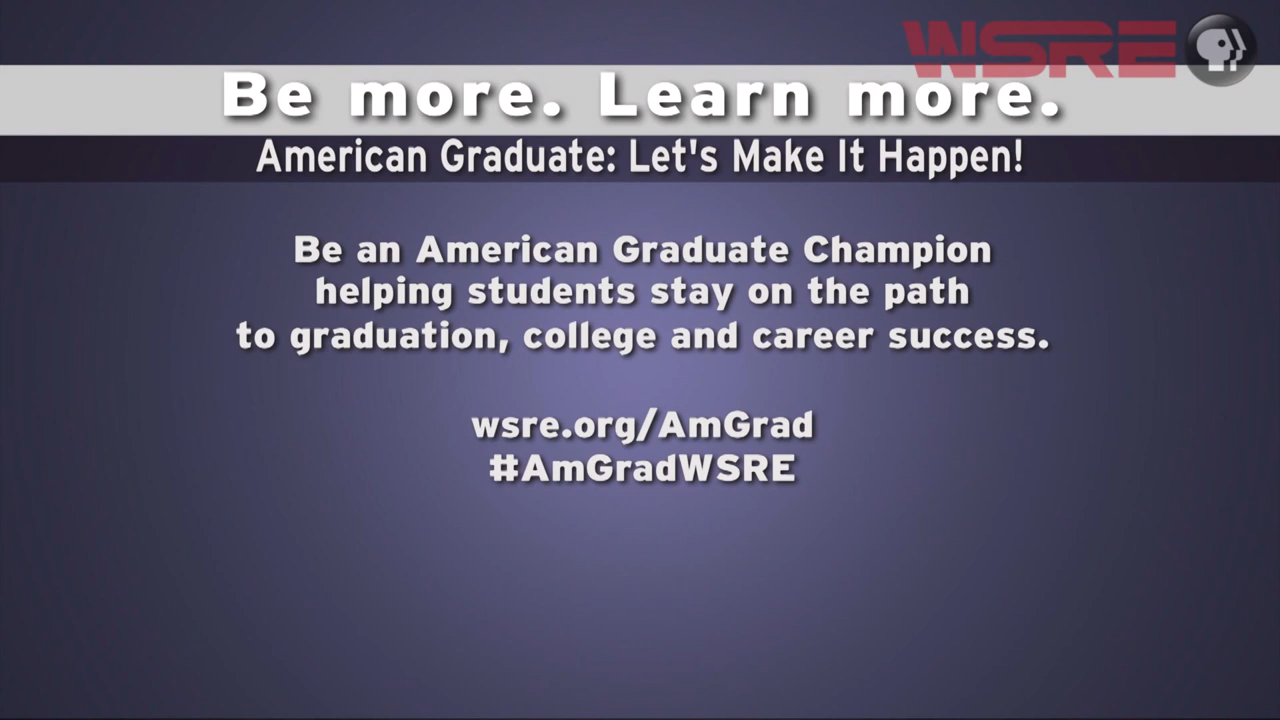 WSRE
Be more. Learn more.
American Graduate: Let's Make It Happen!
Be an American Graduate Champion
helping students stay on the path
to graduation, college and career success.
wsre.org/AmGrad
#AmGradWSRE